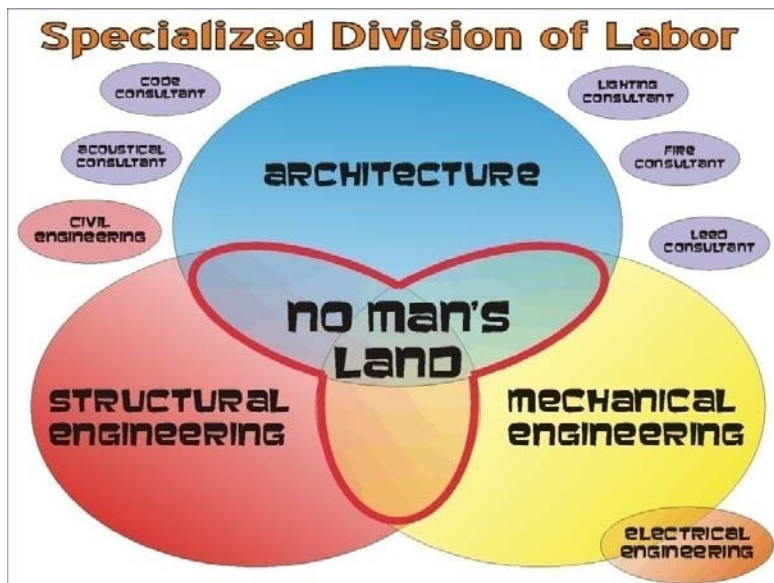 Specialized Division of Labor
CODE
CONSULTANT
LIGHTING
CONSULTANT
ACOUSTICAL
CONSULTANT
FIRE
CONSULTANT
ARCHITECTURE
CIVIL
ENGINEERING
LEED
CONSULTANT
NO MAN'S
LAND
STRUCTURAL
ENGINEERING
MECHANICAL
ENGINEERING
ELECTRICAL
ENGINEERING